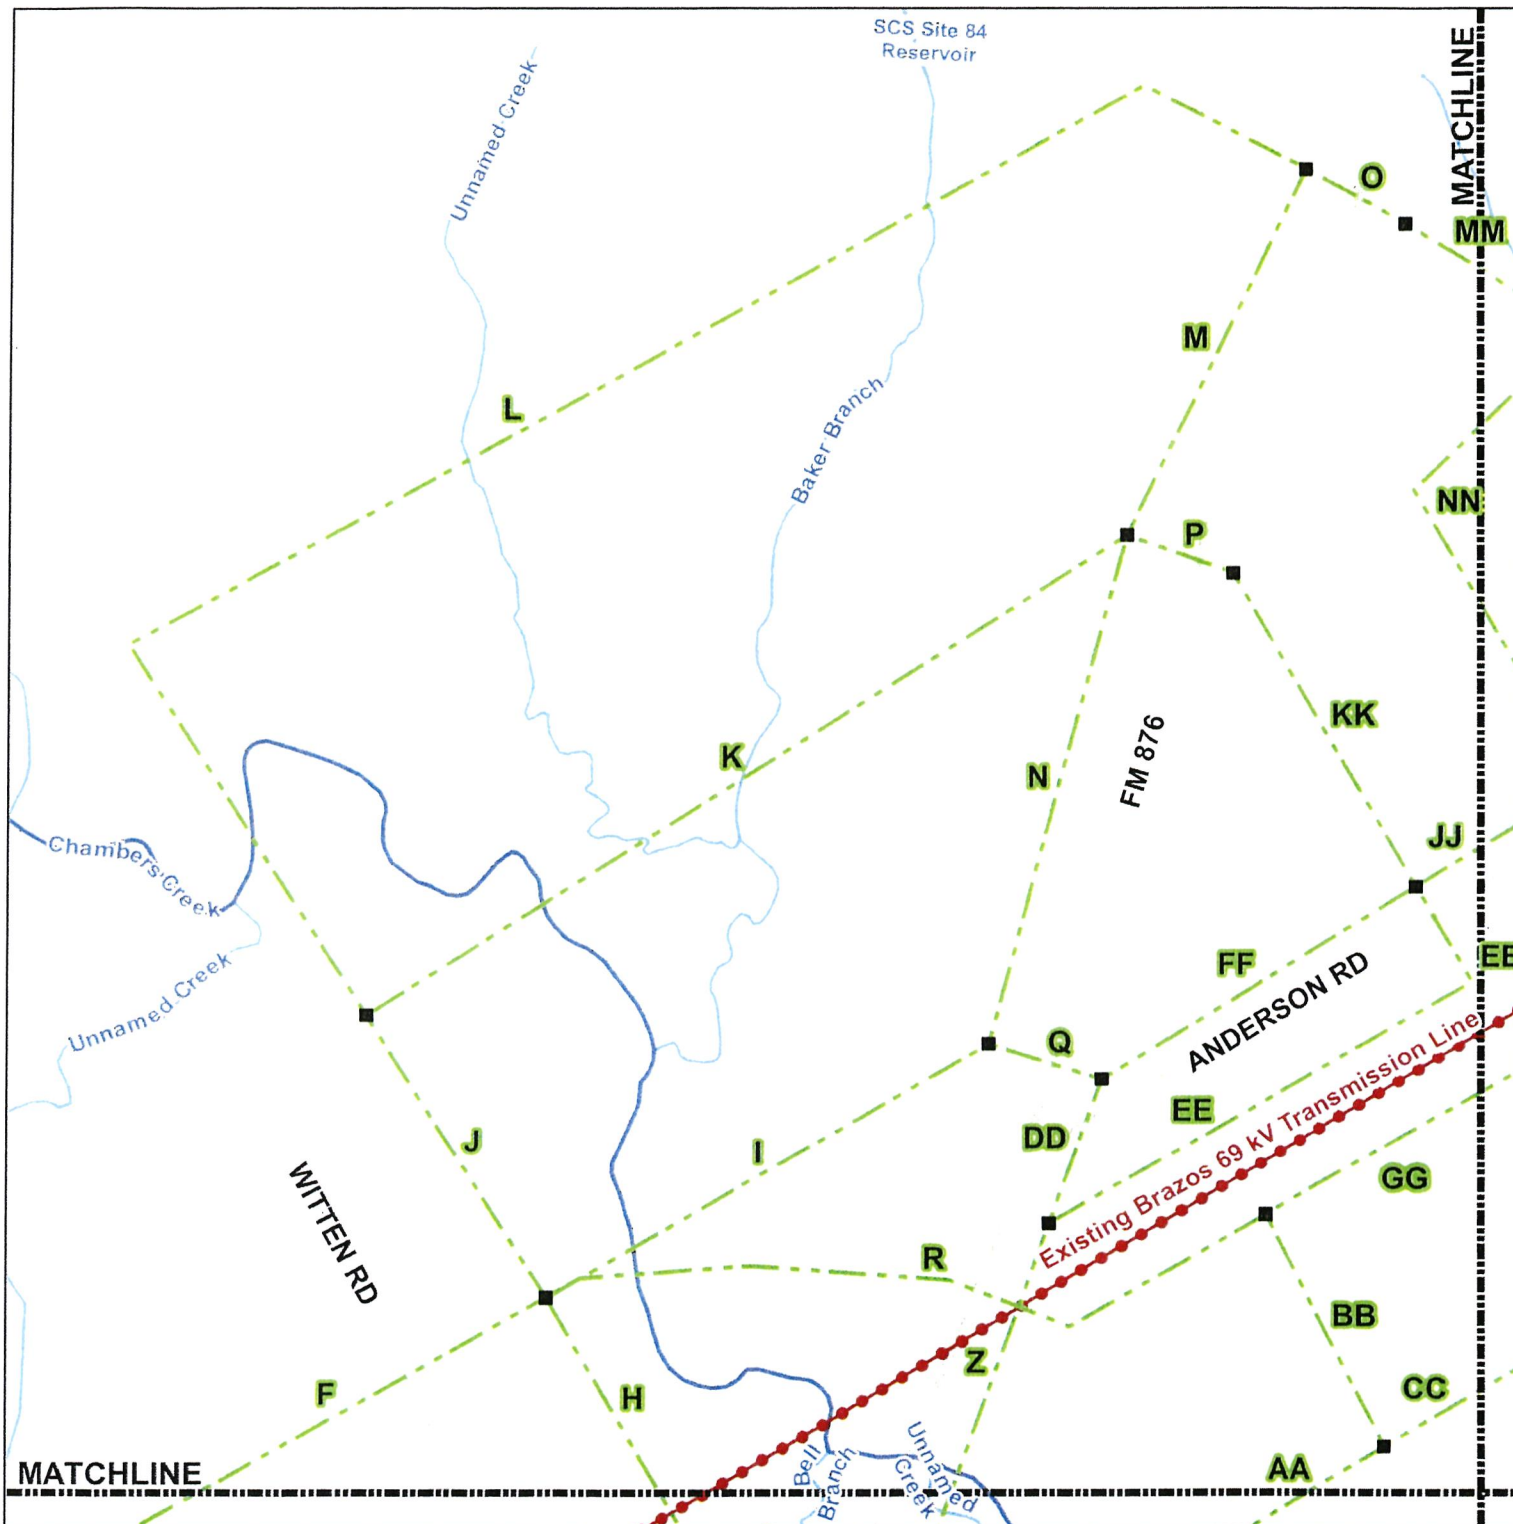 SCS Site 84
Reservoir
MATCHLINE
Unnamed Creek
O
MM
M
L
Baker Branch
NN
P
KK
K
FM 876
N
JJ
Chambers Creek
FF
EE
ANDERSON RD
Unnamed Creek
Q
EE
DD
J
I
Existing Brazos 69 kV Transmission Line
GG
WITTEN RD
R
BB
Z
F
H
CC
MATCHLINE
Bell
Branch
Unnamed
Creek
AA